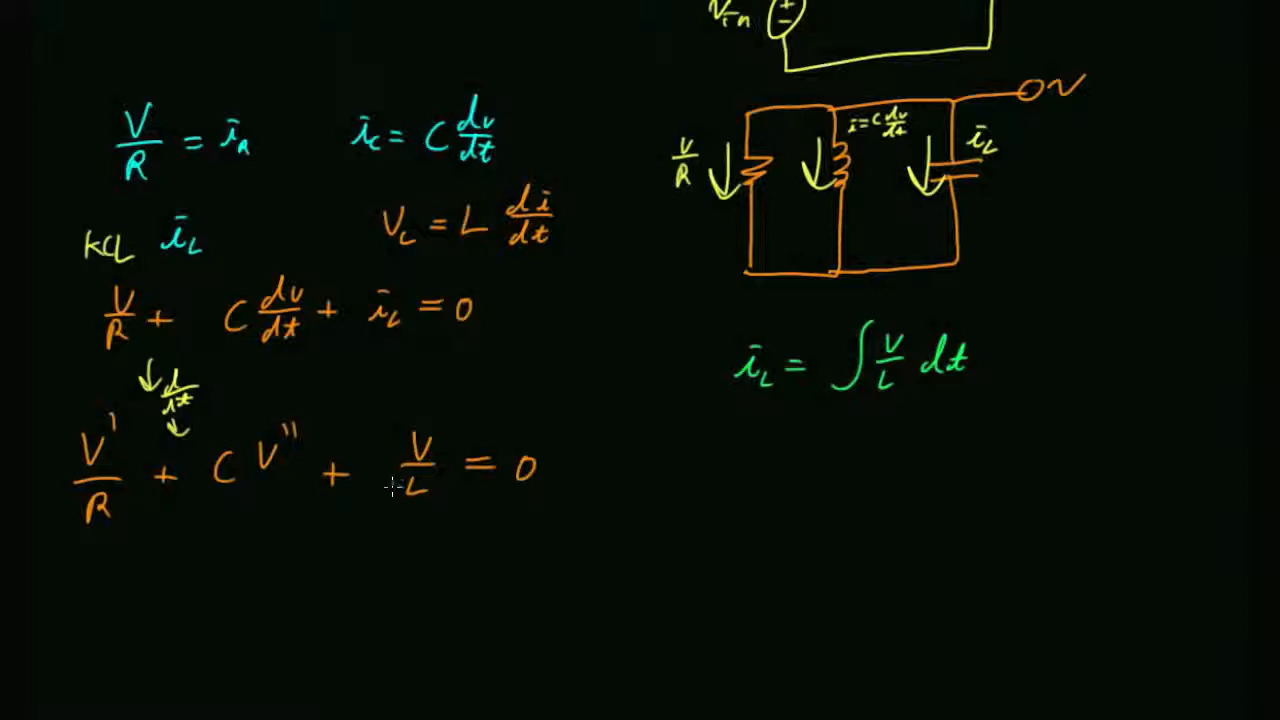 Vin
+
−
V/R = iR
iC = C dv/dt
KCL
iL
VL = L di/dt
V/R + C dv/dt + iL = 0
↓ d/dt ↓
V'/R + C V'' + V/L = 0
V
V/R
i = C dv/dt
iL
iL = ∫ V/L dt